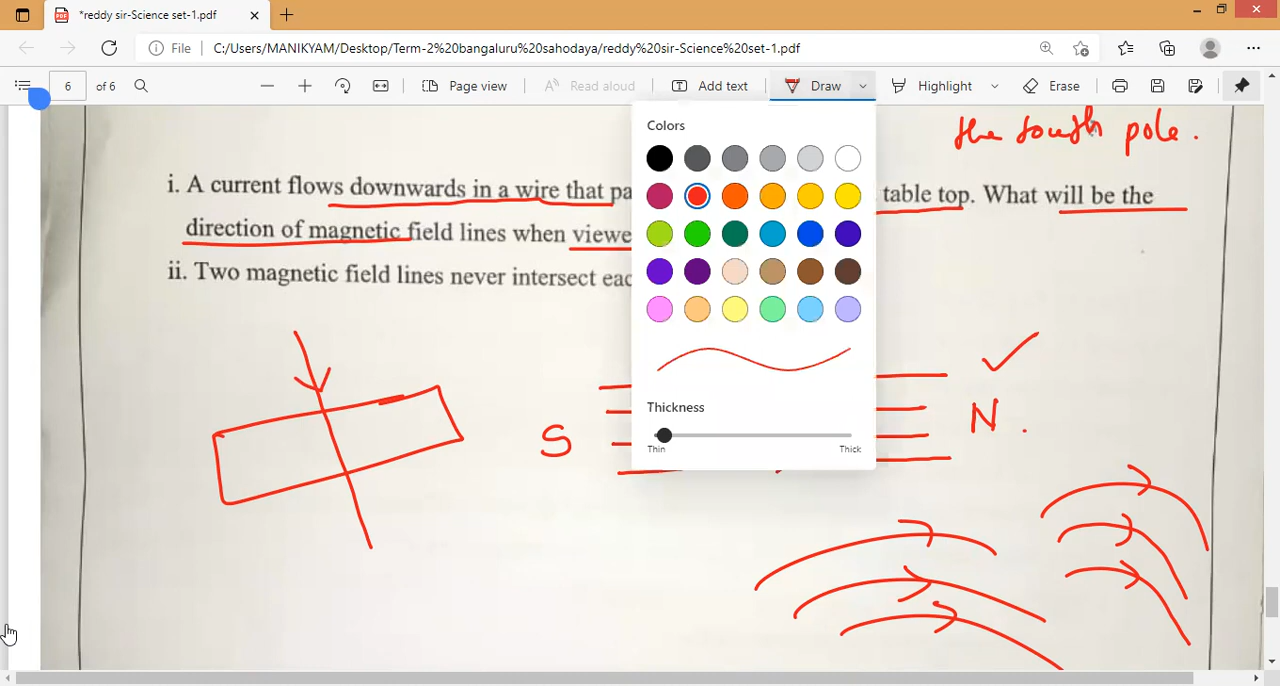 *reddy sir-Science set-1.pdf
File C:/Users/MANIKYAM/Desktop/Term-2%20bangaluru%20sahodaya/reddy%20sir-Science%20set-1.pdf
6 of 6 Page view Read aloud Add text Draw Highlight Erase
Colors
the south pole.
i. A current flows downwards in a wire that pa table top. What will be the
direction of magnetic field lines when viewe
ii. Two magnetic field lines never intersect eac
S
N.
Thickness
Thin Thick